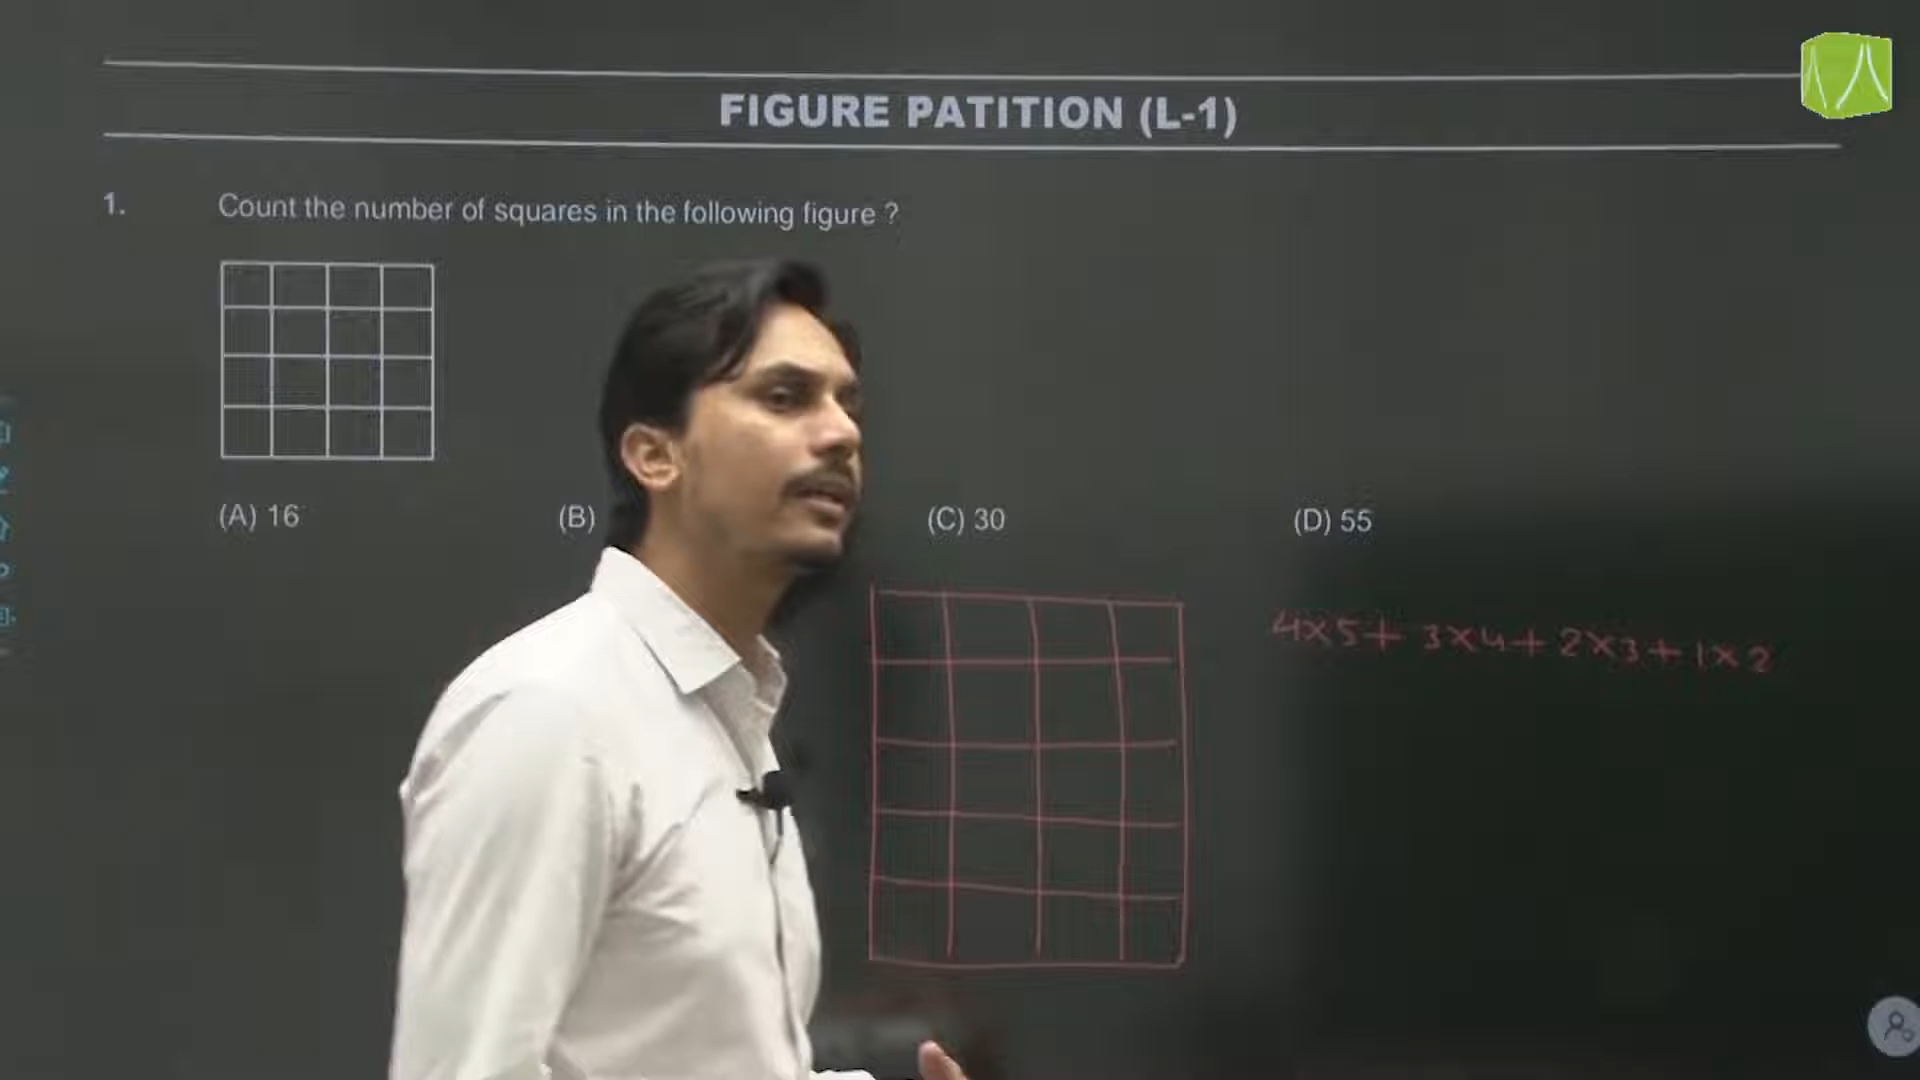 FIGURE PATITION (L-1)
1. Count the number of squares in the following figure ?
(A) 16 (B) (C) 30 (D) 55
4×5+ 3×4+2×3+1×2